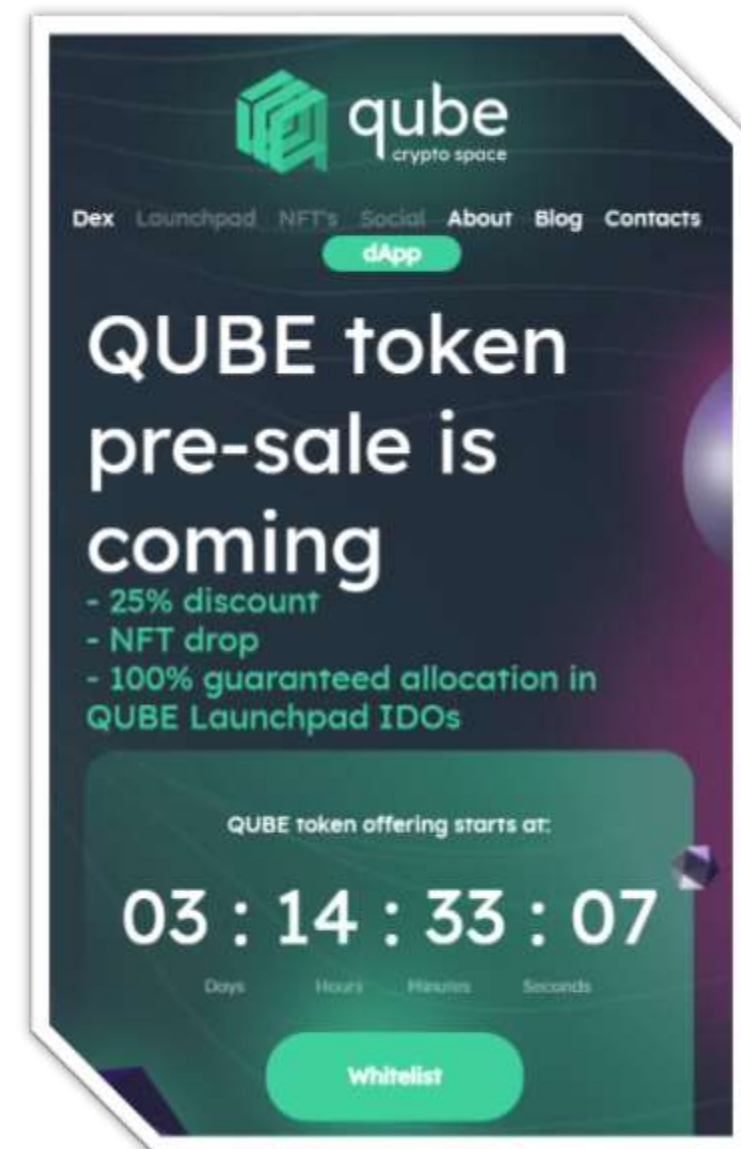 qube
crypto space
Dex Launchpad NFT's Social About Blog Contacts
dApp
QUBE token
pre-sale is
coming
- 25% discount
- NFT drop
- 100% guaranteed allocation in
QUBE Launchpad IDOs
QUBE token offering starts at:
03 : 14 : 33 : 07
Days Hours Minutes Seconds
Whitelist